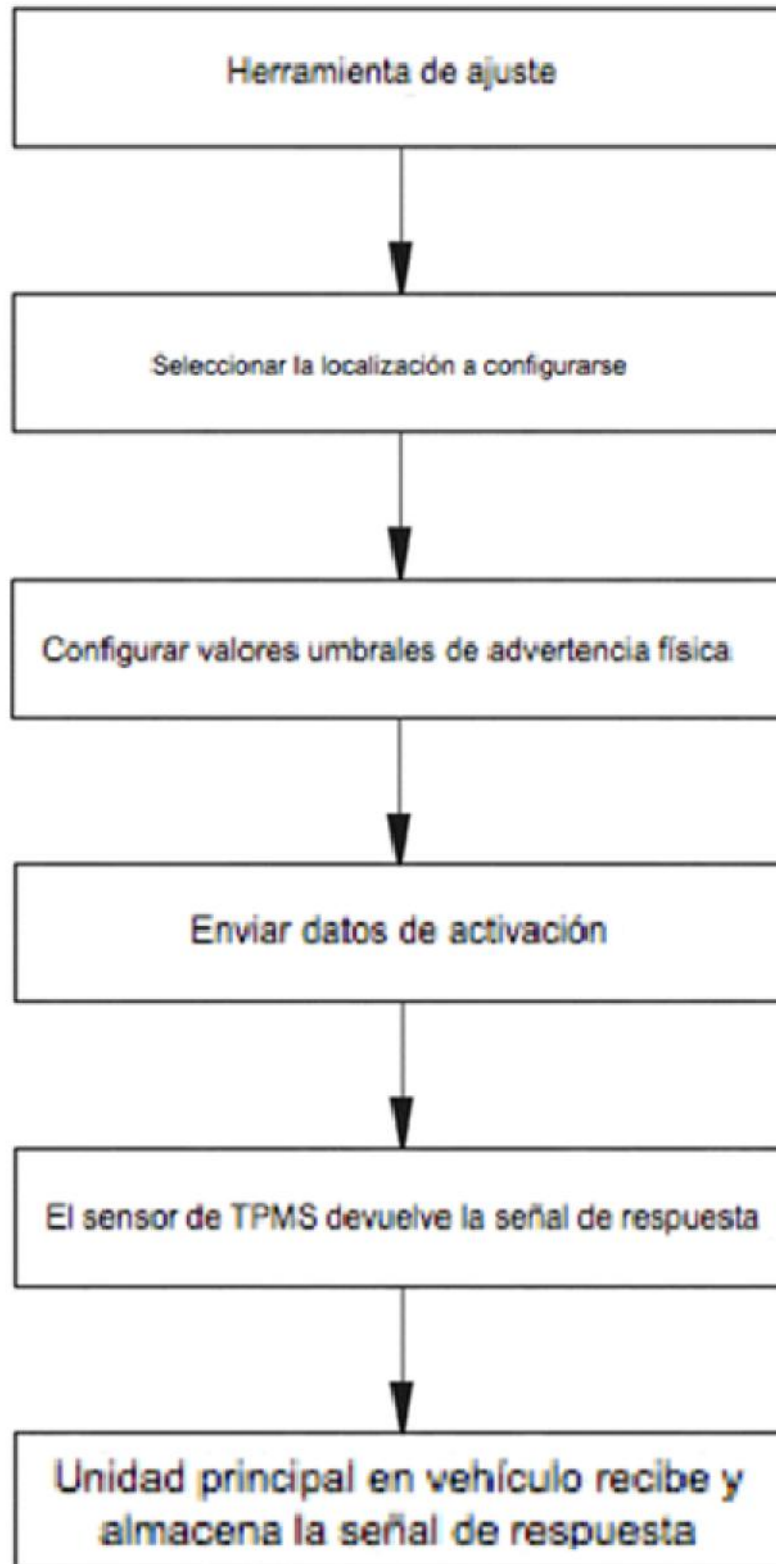 Herramienta de ajuste
Seleccionar la localización a configurarse
Configurar valores umbrales de advertencia física
Enviar datos de activación
El sensor de TPMS devuelve la señal de respuesta
Unidad principal en vehículo recibe y
almacena la señal de respuesta